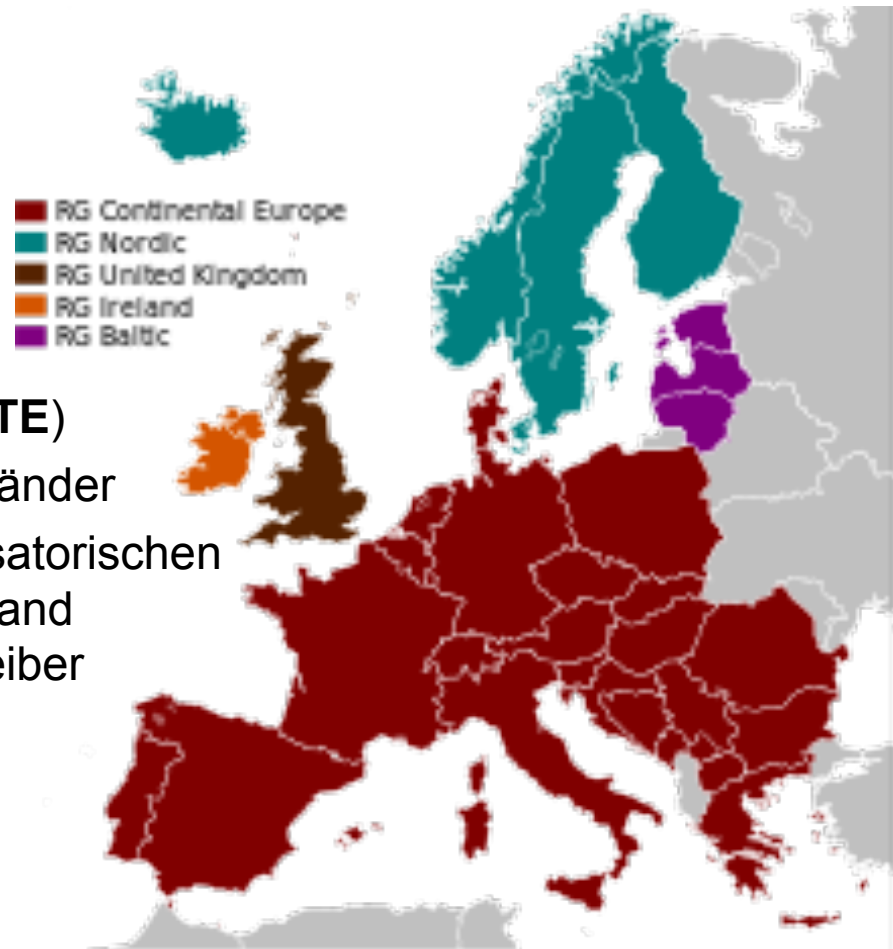 RG Continental Europe
RG Nordic
RG United Kingdom
RG Ireland
RG Baltic
TE)
änder
satorischen
and
eiber